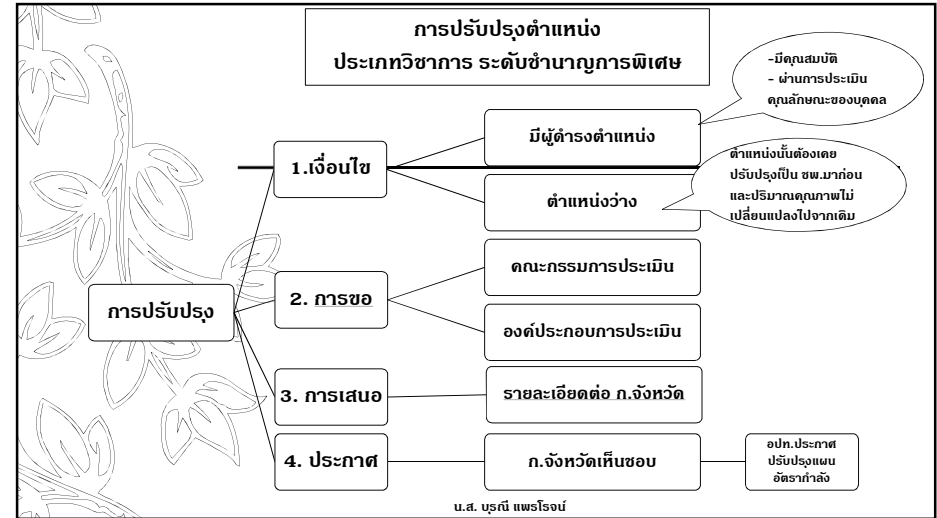 การปรับปรุงตำแหน่ง
ประเภทวิชาการ ระดับชำนาญการพิเศษ
-มีคุณสมบัติ
- ผ่านการประเมิน
คุณลักษณะของบุคคล
มีผู้ดำรงตำแหน่ง
1.เงื่อนไข
ตำแหน่งนั้นต้องเคย
ปรับปรุงเป็น ชพ.มาก่อน
และปริมาณคุณภาพไม่
เปลี่ยนแปลงไปจากเดิม
ตำแหน่งว่าง
คณะกรรมการประเมิน
2. การขอ
การปรับปรุง
องค์ประกอบการประเมิน
3. การเสนอ
รายละเอียดต่อ ก.จังหวัด
4. ประกาศ
ก.จังหวัดเห็นชอบ
อปท.ประกาศ
ปรับปรุงแผน
อัตรากำลัง
น.ส. บุรณี แพรโรจน์